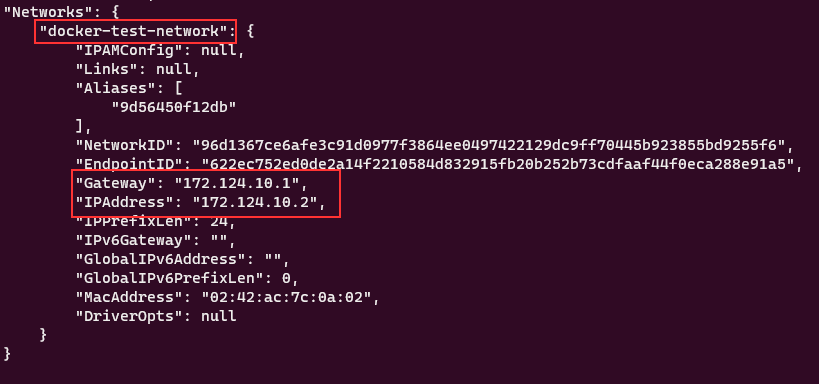 "Networks": {
"docker-test-network": {
"IPAMConfig": null,
"Links": null,
"Aliases": [
"9d56450f12db"
],
"NetworkID": "96d1367ce6afe3c91d0977f3864ee0497422129dc9ff70445b923855bd9255f6",
"EndpointID": "622ec752ed0de2a14f2210584d832915fb20b252b73cdfaaf44f0eca288e91a5",
"Gateway": "172.124.10.1",
"IPAddress": "172.124.10.2",
"IPPrefixLen": 24,
"IPv6Gateway": "",
"GlobalIPv6Address": "",
"GlobalIPv6PrefixLen": 0,
"MacAddress": "02:42:ac:7c:0a:02",
"DriverOpts": null
}
}